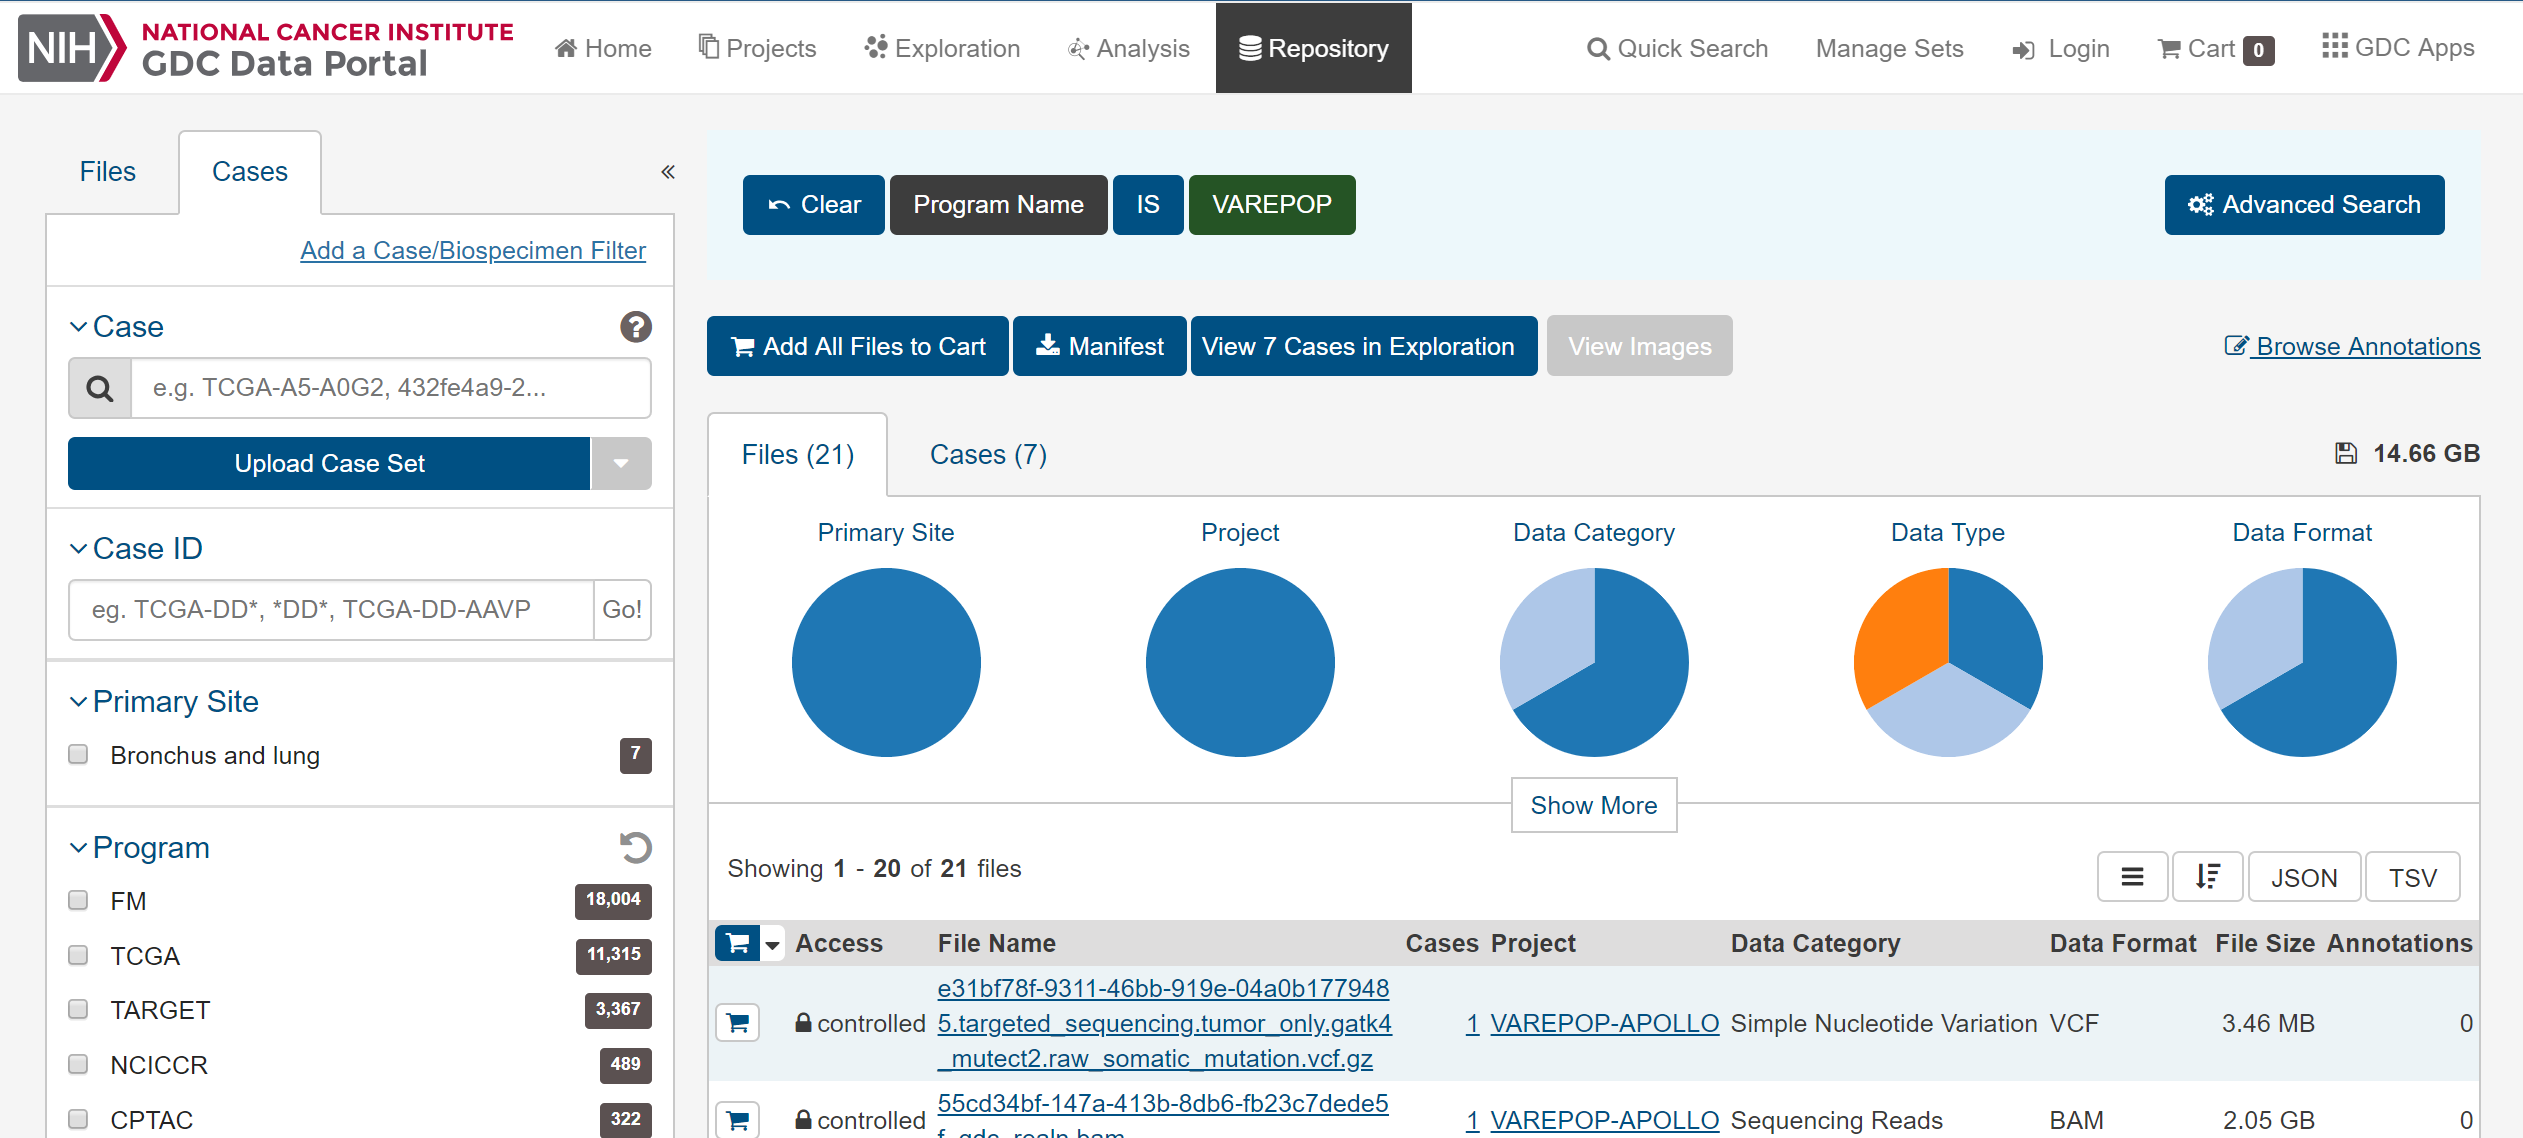 NIH NATIONAL CANCER INSTITUTE
GDC Data Portal
Home Projects Exploration Analysis Repository Quick Search Manage Sets Login Cart 0 GDC Apps
Files Cases «
Add a Case/Biospecimen Filter
Case ?
e.g. TCGA-A5-A0G2, 432fe4a9-2...
Upload Case Set
Case ID
eg. TCGA-DD*, *DD*, TCGA-DD-AAVP Go!
Primary Site
Bronchus and lung 7
Program
FM 18,004
TCGA 11,315
TARGET 3,367
NCICCR 489
CPTAC 322
Clear Program Name IS VAREPOP Advanced Search
Add All Files to Cart Manifest View 7 Cases in Exploration View Images Browse Annotations
Files (21) Cases (7) 14.66 GB
Primary Site Project Data Category Data Type Data Format
Show More
Showing 1 - 20 of 21 files JSON TSV
Access File Name Cases Project Data Category Data Format File Size Annotations
e31bf78f-9311-46bb-919e-04a0b177948
controlled 5.targeted_sequencing.tumor_only.gatk4 1 VAREPOP-APOLLO Simple Nucleotide Variation VCF 3.46 MB 0
_mutect2.raw_somatic_mutation.vcf.gz
55cd34bf-147a-413b-8db6-fb23c7dede5
controlled f_gdc_realn.bam 1 VAREPOP-APOLLO Sequencing Reads BAM 2.05 GB 0